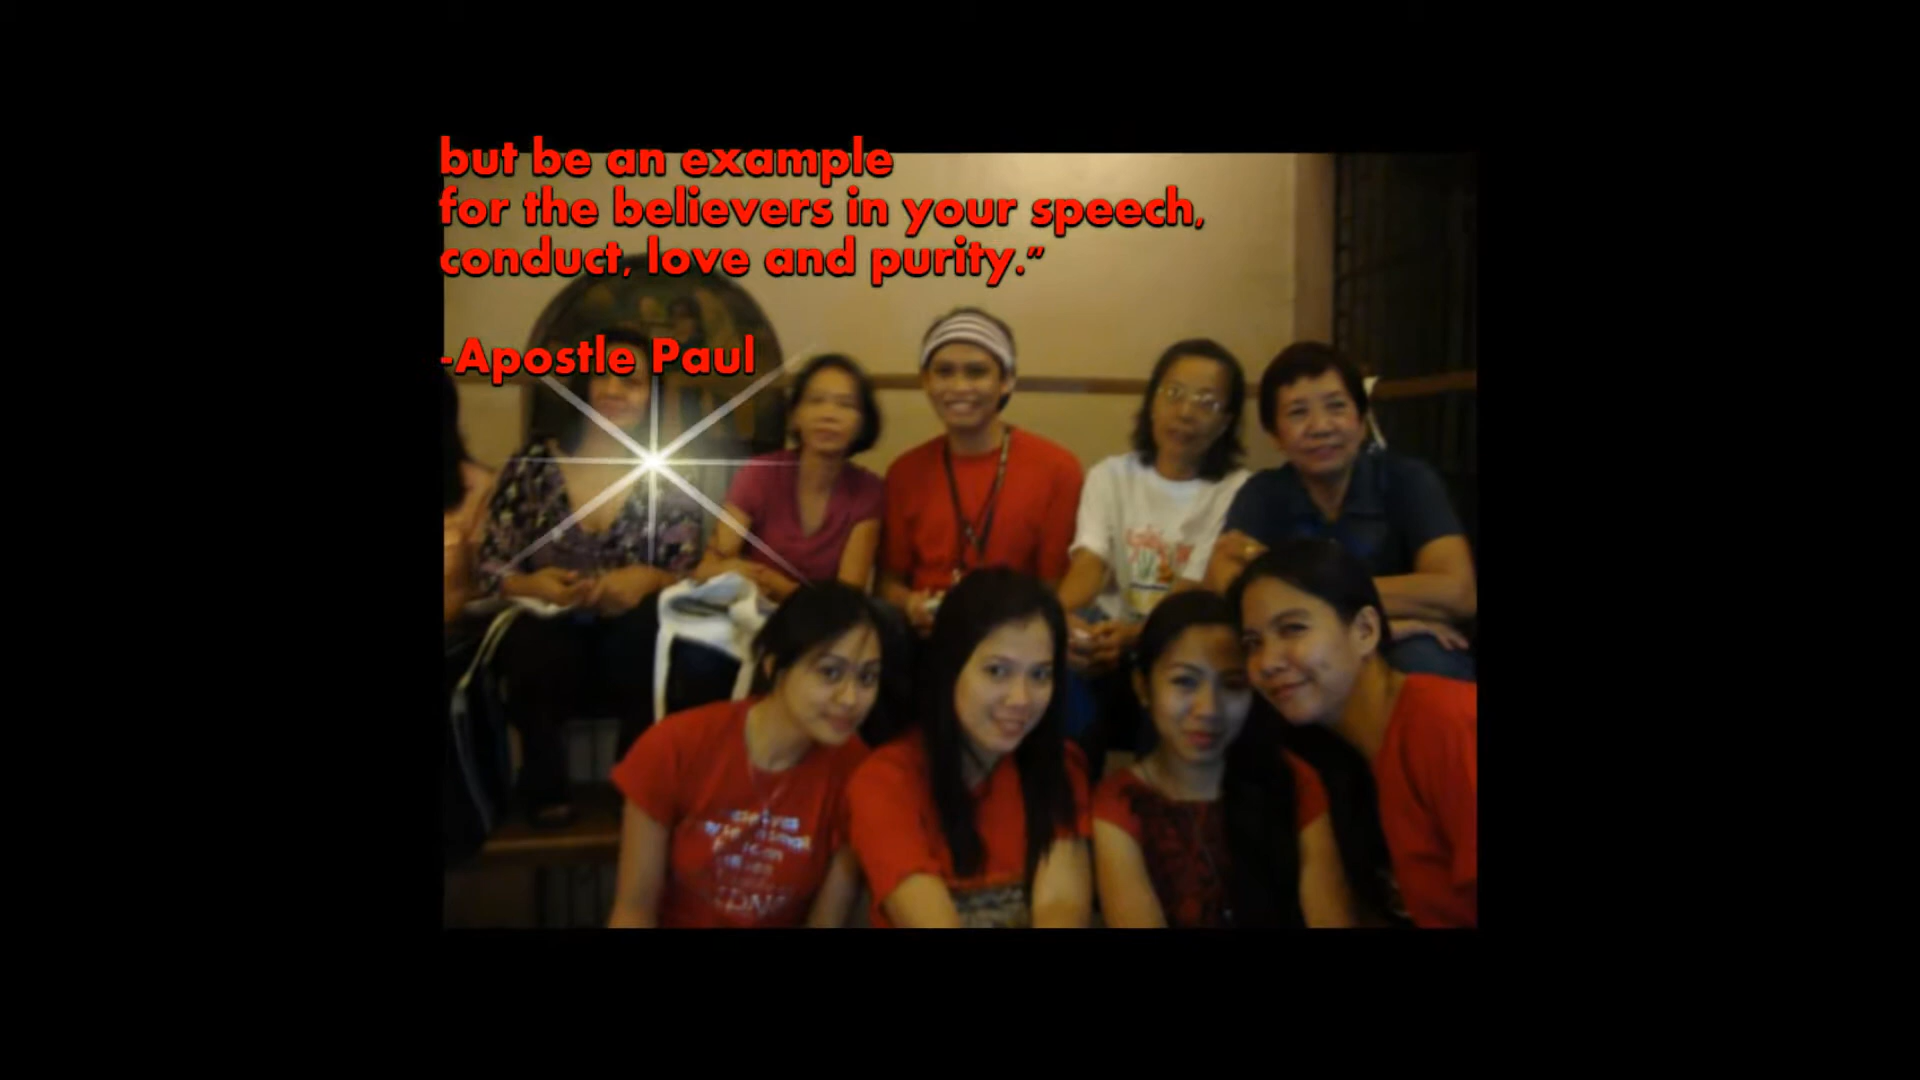 but be an example
for the believers in your speech,
conduct, love and purity.”
-Apostle Paul